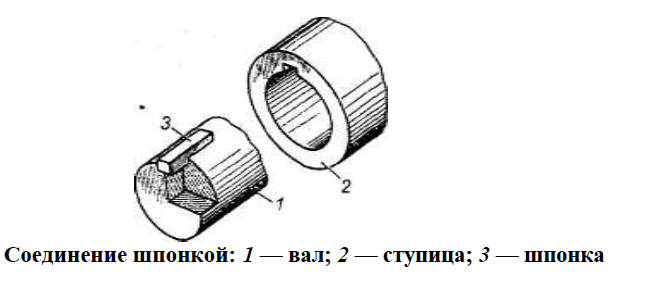 3
1
2
Соединение шпонкой: 1 — вал; 2 — ступица; 3 — шпонка